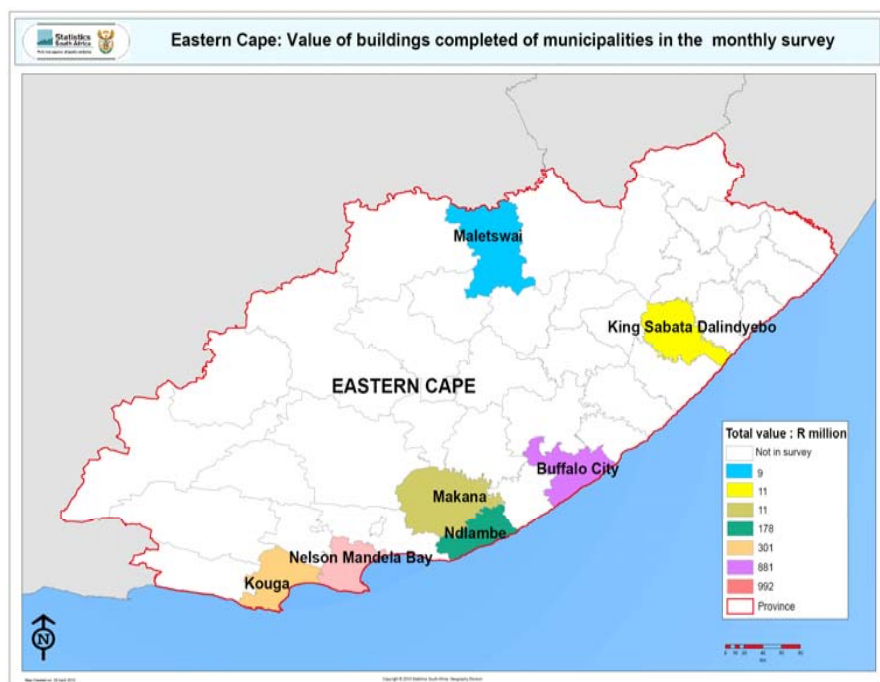 Statistics
South Africa
Eastern Cape: Value of buildings completed of municipalities in the monthly survey
Maletswai
King Sabata Dalindyebo
EASTERN CAPE
Buffalo City
Makana
Ndlambe
Nelson Mandela Bay
Kouga
Total value : R million
Not in survey
9
11
11
178
301
881
992
Province
N